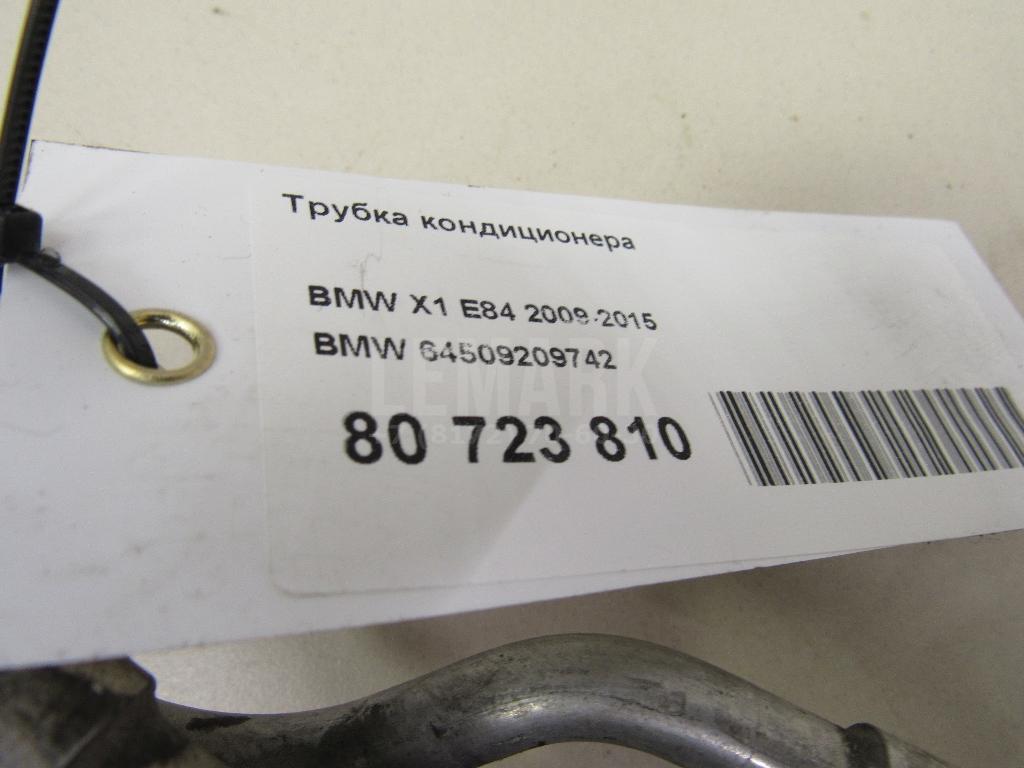 Трубка кондиционера
BMW X1 E84 2009-2015
BMW 64509209742
LEMARK
80 723 810